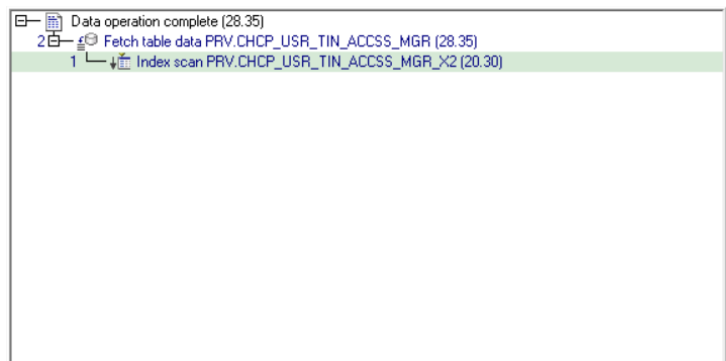 Data operation complete (28.35)
2 Fetch table data PRV.CHCP_USR_TIN_ACCSS_MGR (28.35)
1 Index scan PRV.CHCP_USR_TIN_ACCSS_MGR_X2 (20.30)